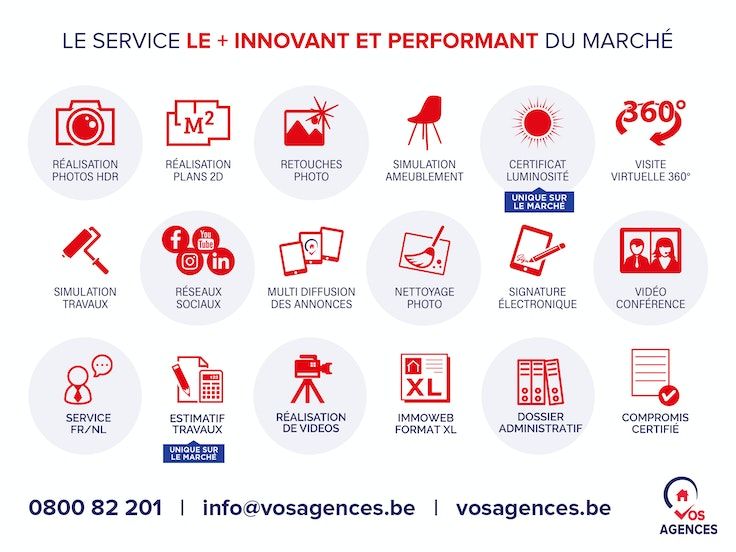 LE SERVICE LE + INNOVANT ET PERFORMANT DU MARCHÉ
RÉALISATION
PHOTOS HDR
M²
RÉALISATION
PLANS 2D
RETOUCHES
PHOTO
SIMULATION
AMEUBLEMENT
CERTIFICAT
LUMINOSITÉ
UNIQUE SUR
LE MARCHÉ
360°
VISITE
VIRTUELLE 360°
SIMULATION
TRAVAUX
f
You
Tube
in
RÉSEAUX
SOCIAUX
MULTI DIFFUSION
DES ANNONCES
NETTOYAGE
PHOTO
SIGNATURE
ÉLECTRONIQUE
VIDÉO
CONFÉRENCE
SERVICE
FR/NL
ESTIMATIF
TRAVAUX
UNIQUE SUR
LE MARCHÉ
RÉALISATION
DE VIDEOS
XL
IMMOWEB
FORMAT XL
DOSSIER
ADMINISTRATIF
COMPROMIS
CERTIFIÉ
0800 82 201 | info@vosagences.be | vosagences.be
VOS
AGENCES